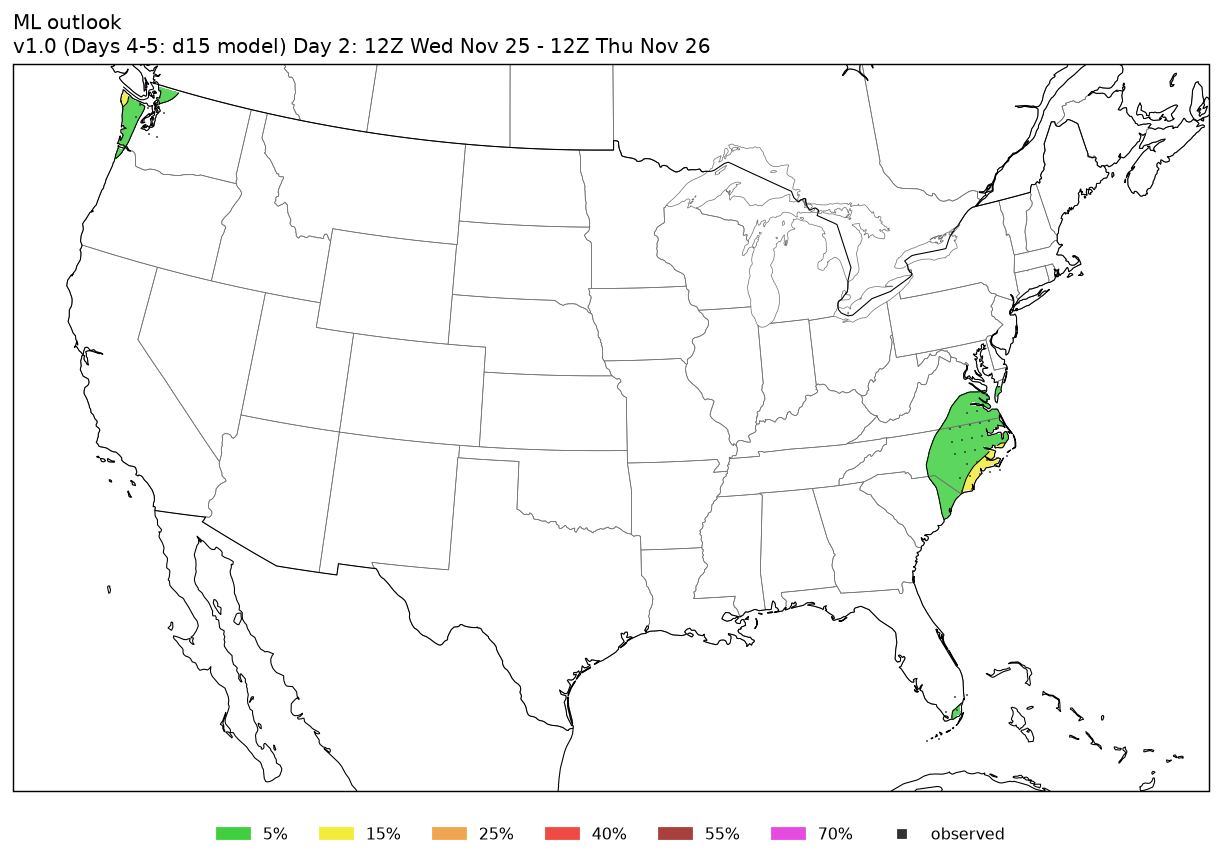 ML outlook
v1.0 (Days 4-5: d15 model) Day 2: 12Z Wed Nov 25 - 12Z Thu Nov 26
5% 15% 25% 40% 55% 70% observed